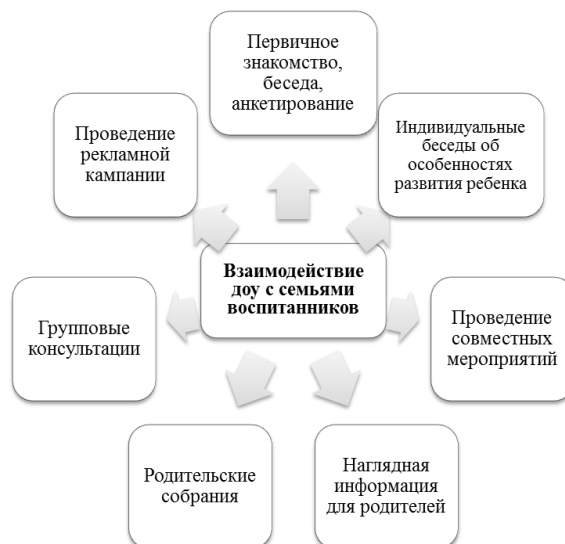 Первичное
знакомство,
беседа,
анкетирование
Проведение
рекламной
кампании
Индивидуальные
беседы об
особенностях
развития ребенка
Взаимодействие
доу с семьями
воспитанников
Групповые
консультации
Проведение
совместных
мероприятий
Родительские
собрания
Наглядная
информация
для родителей